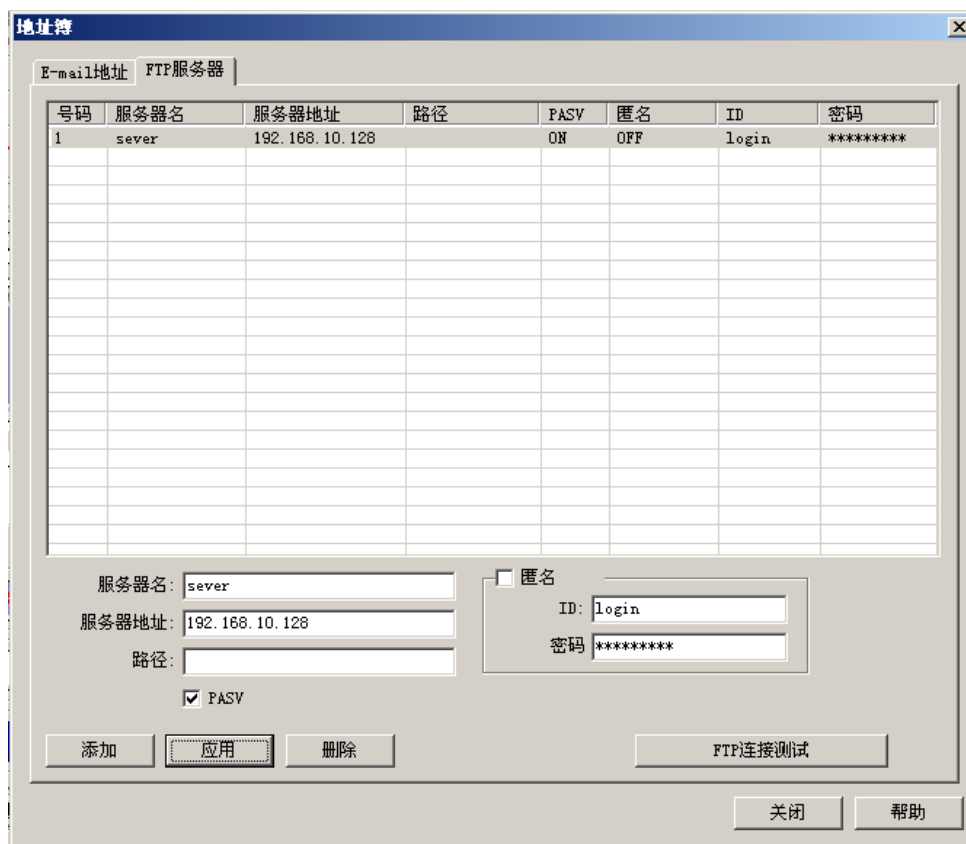 地址簿
E-mail地址 FTP服务器
号码 服务器名 服务器地址 路径 PASV 匿名 ID 密码
1 sever 192.168.10.128 ON OFF login *********
服务器名: sever
服务器地址: 192.168.10.128
路径:
PASV
匿名
ID: login
密码 *********
添加 应用 删除 FTP连接测试
关闭 帮助